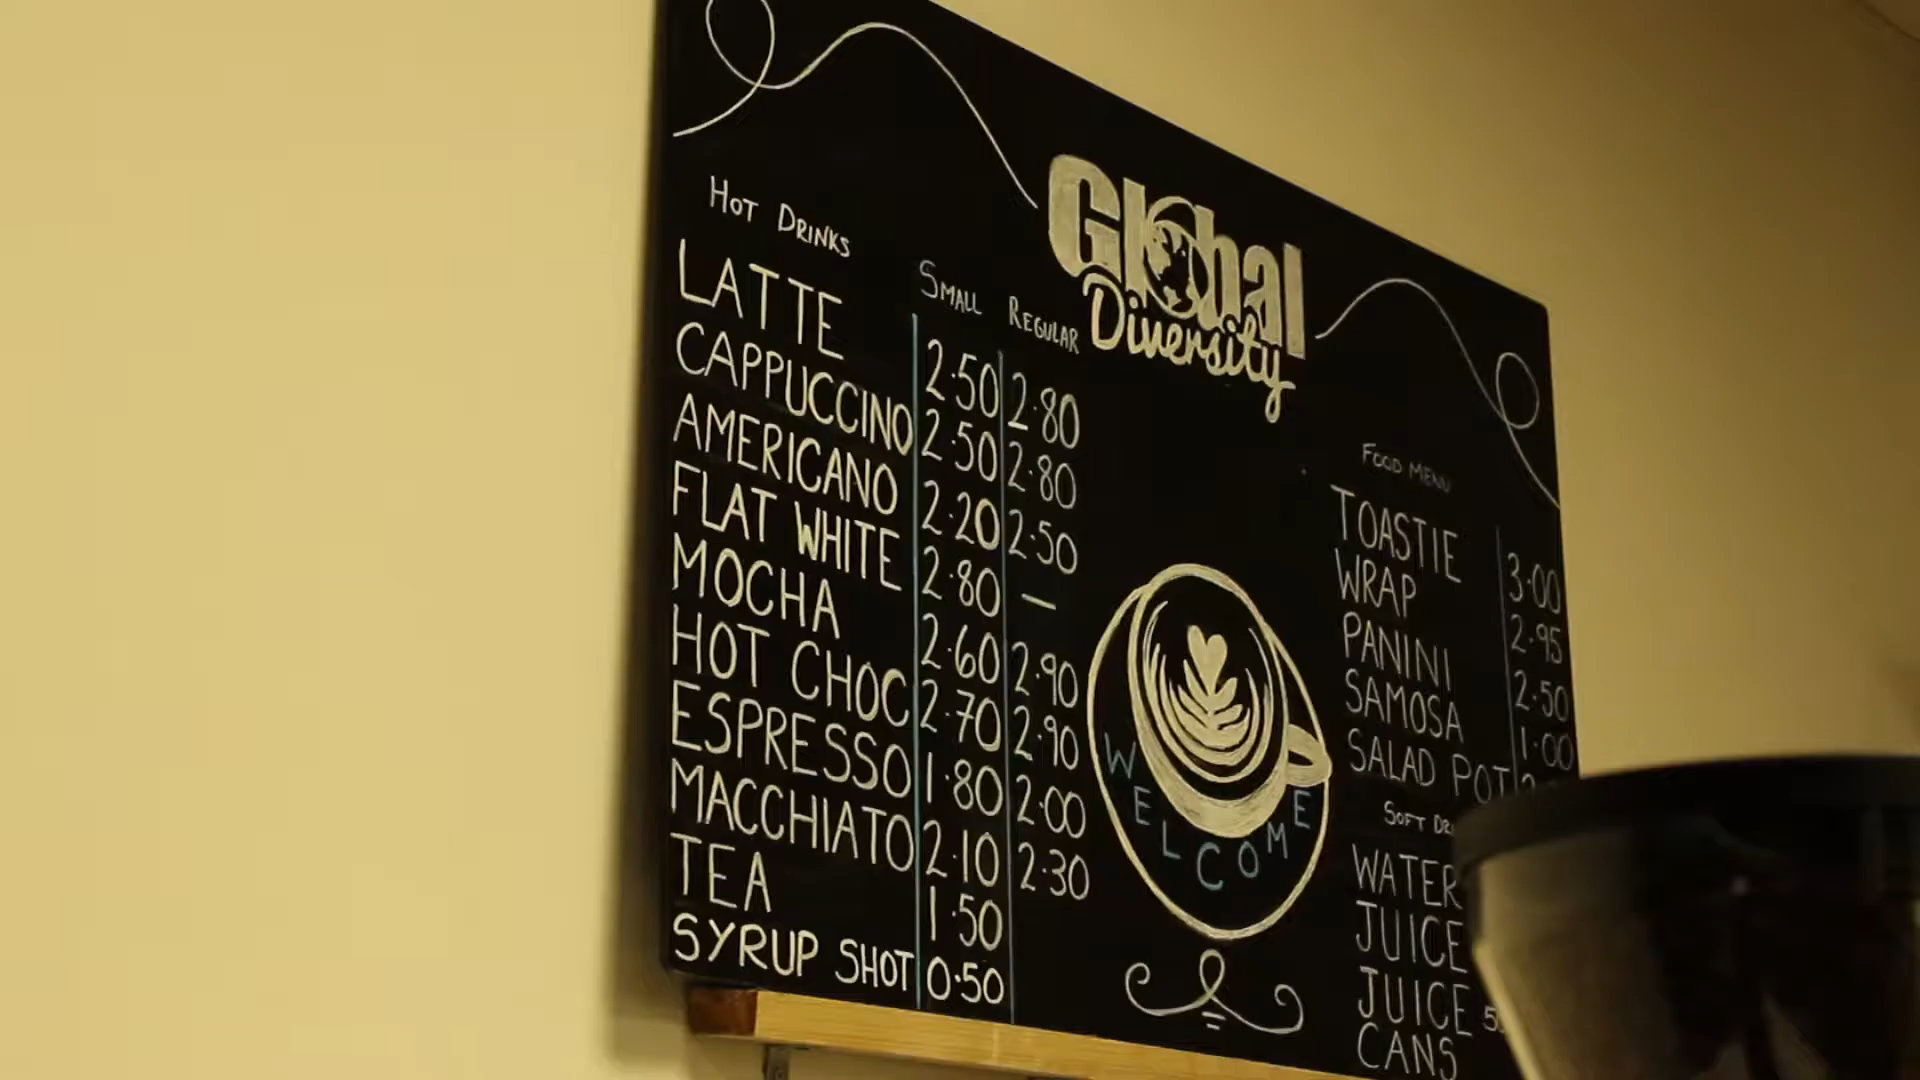 Global
Diversity
HOT DRINKS
SMALL REGULAR
LATTE 2.50 2.80
CAPPUCCINO 2.50 2.80
AMERICANO 2.20 2.50
FLAT WHITE 2.80 —
MOCHA 2.60 2.90
HOT CHOC 2.70 2.90
ESPRESSO 1.80 2.00
MACCHIATO 2.10 2.30
TEA 1.50
SYRUP SHOT 0.50
WELCOME
FOOD MENU
TOASTIE 3.00
WRAP 2.95
PANINI 2.50
SAMOSA 1.00
SALAD POT
SOFT
WATER
JUICE
JUICE
CANS